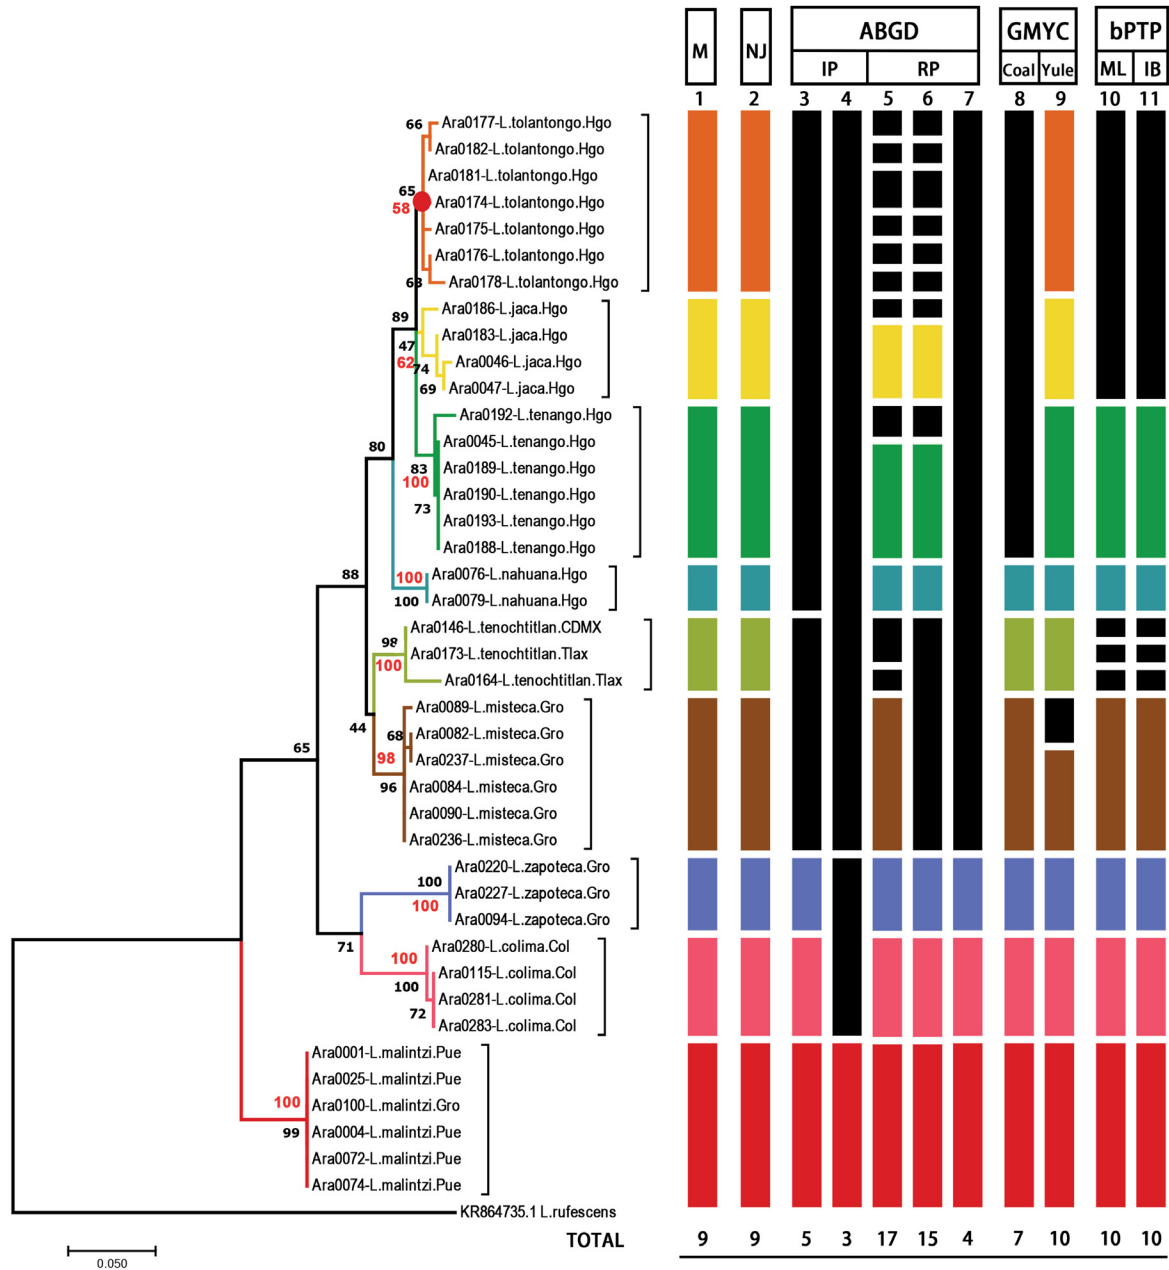 M NJ ABGD GMYC bPTP
IP RP Coal Yule ML IB
1 2 3 4 5 6 7 8 9 10 11
66 Ara0177-L.tolantongo.Hgo
Ara0182-L.tolantongo.Hgo
Ara0181-L.tolantongo.Hgo
65
58 Ara0174-L.tolantongo.Hgo
Ara0175-L.tolantongo.Hgo
Ara0176-L.tolantongo.Hgo
68 Ara0178-L.tolantongo.Hgo
89 Ara0186-L.jaca.Hgo
47 Ara0183-L.jaca.Hgo
62 74 Ara0046-L.jaca.Hgo
69 Ara0047-L.jaca.Hgo
Ara0192-L.tenango.Hgo
80 Ara0045-L.tenango.Hgo
83 Ara0189-L.tenango.Hgo
100 Ara0190-L.tenango.Hgo
73 Ara0193-L.tenango.Hgo
Ara0188-L.tenango.Hgo
88 100 Ara0076-L.nahuana.Hgo
100 Ara0079-L.nahuana.Hgo
Ara0146-L.tenochtitlan.CDMX
98 Ara0173-L.tenochtitlan.Tlax
100 Ara0164-L.tenochtitlan.Tlax
Ara0089-L.misteca.Gro
44 68 Ara0082-L.misteca.Gro
65 98 Ara0237-L.misteca.Gro
96 Ara0084-L.misteca.Gro
Ara0090-L.misteca.Gro
Ara0236-L.misteca.Gro
Ara0220-L.zapoteca.Gro
100 Ara0227-L.zapoteca.Gro
100 Ara0094-L.zapoteca.Gro
71 Ara0280-L.colima.Col
100 Ara0115-L.colima.Col
100 Ara0281-L.colima.Col
72 Ara0283-L.colima.Col
Ara0001-L.malintzi.Pue
Ara0025-L.malintzi.Pue
100 Ara0100-L.malintzi.Gro
99 Ara0004-L.malintzi.Pue
Ara0072-L.malintzi.Pue
Ara0074-L.malintzi.Pue
KR864735.1 L.rufescens
TOTAL 9 9 5 3 17 15 4 7 10 10 10
0.050